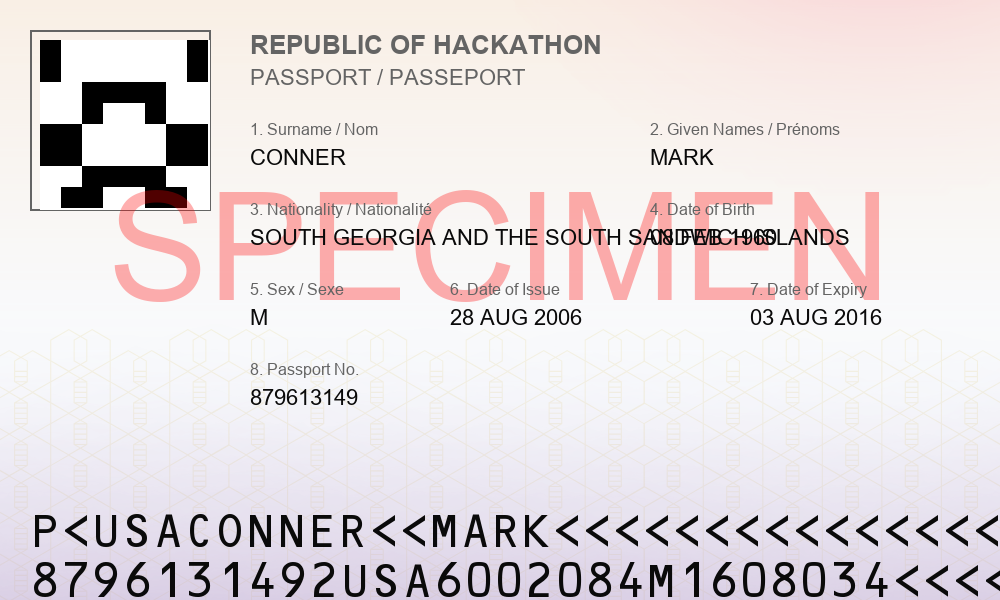 REPUBLIC OF HACKATHON
PASSPORT / PASSEPORT
1. Surname / Nom
2. Given Names / Prénoms
CONNER
MARK
SPECIMEN
3. Nationality / Nationalité
4. Date of Birth
SOUTH GEORGIA AND THE SOUTH SANDWICH ISLANDS
08 FEB 1960
5. Sex / Sexe
6. Date of Issue
7. Date of Expiry
M
28 AUG 2006
03 AUG 2016
8. Passport No.
879613149
P<USACONNER<<MARK<<<<<<<<<<<<<<<
8796131492USA6002084M1608034<<<<